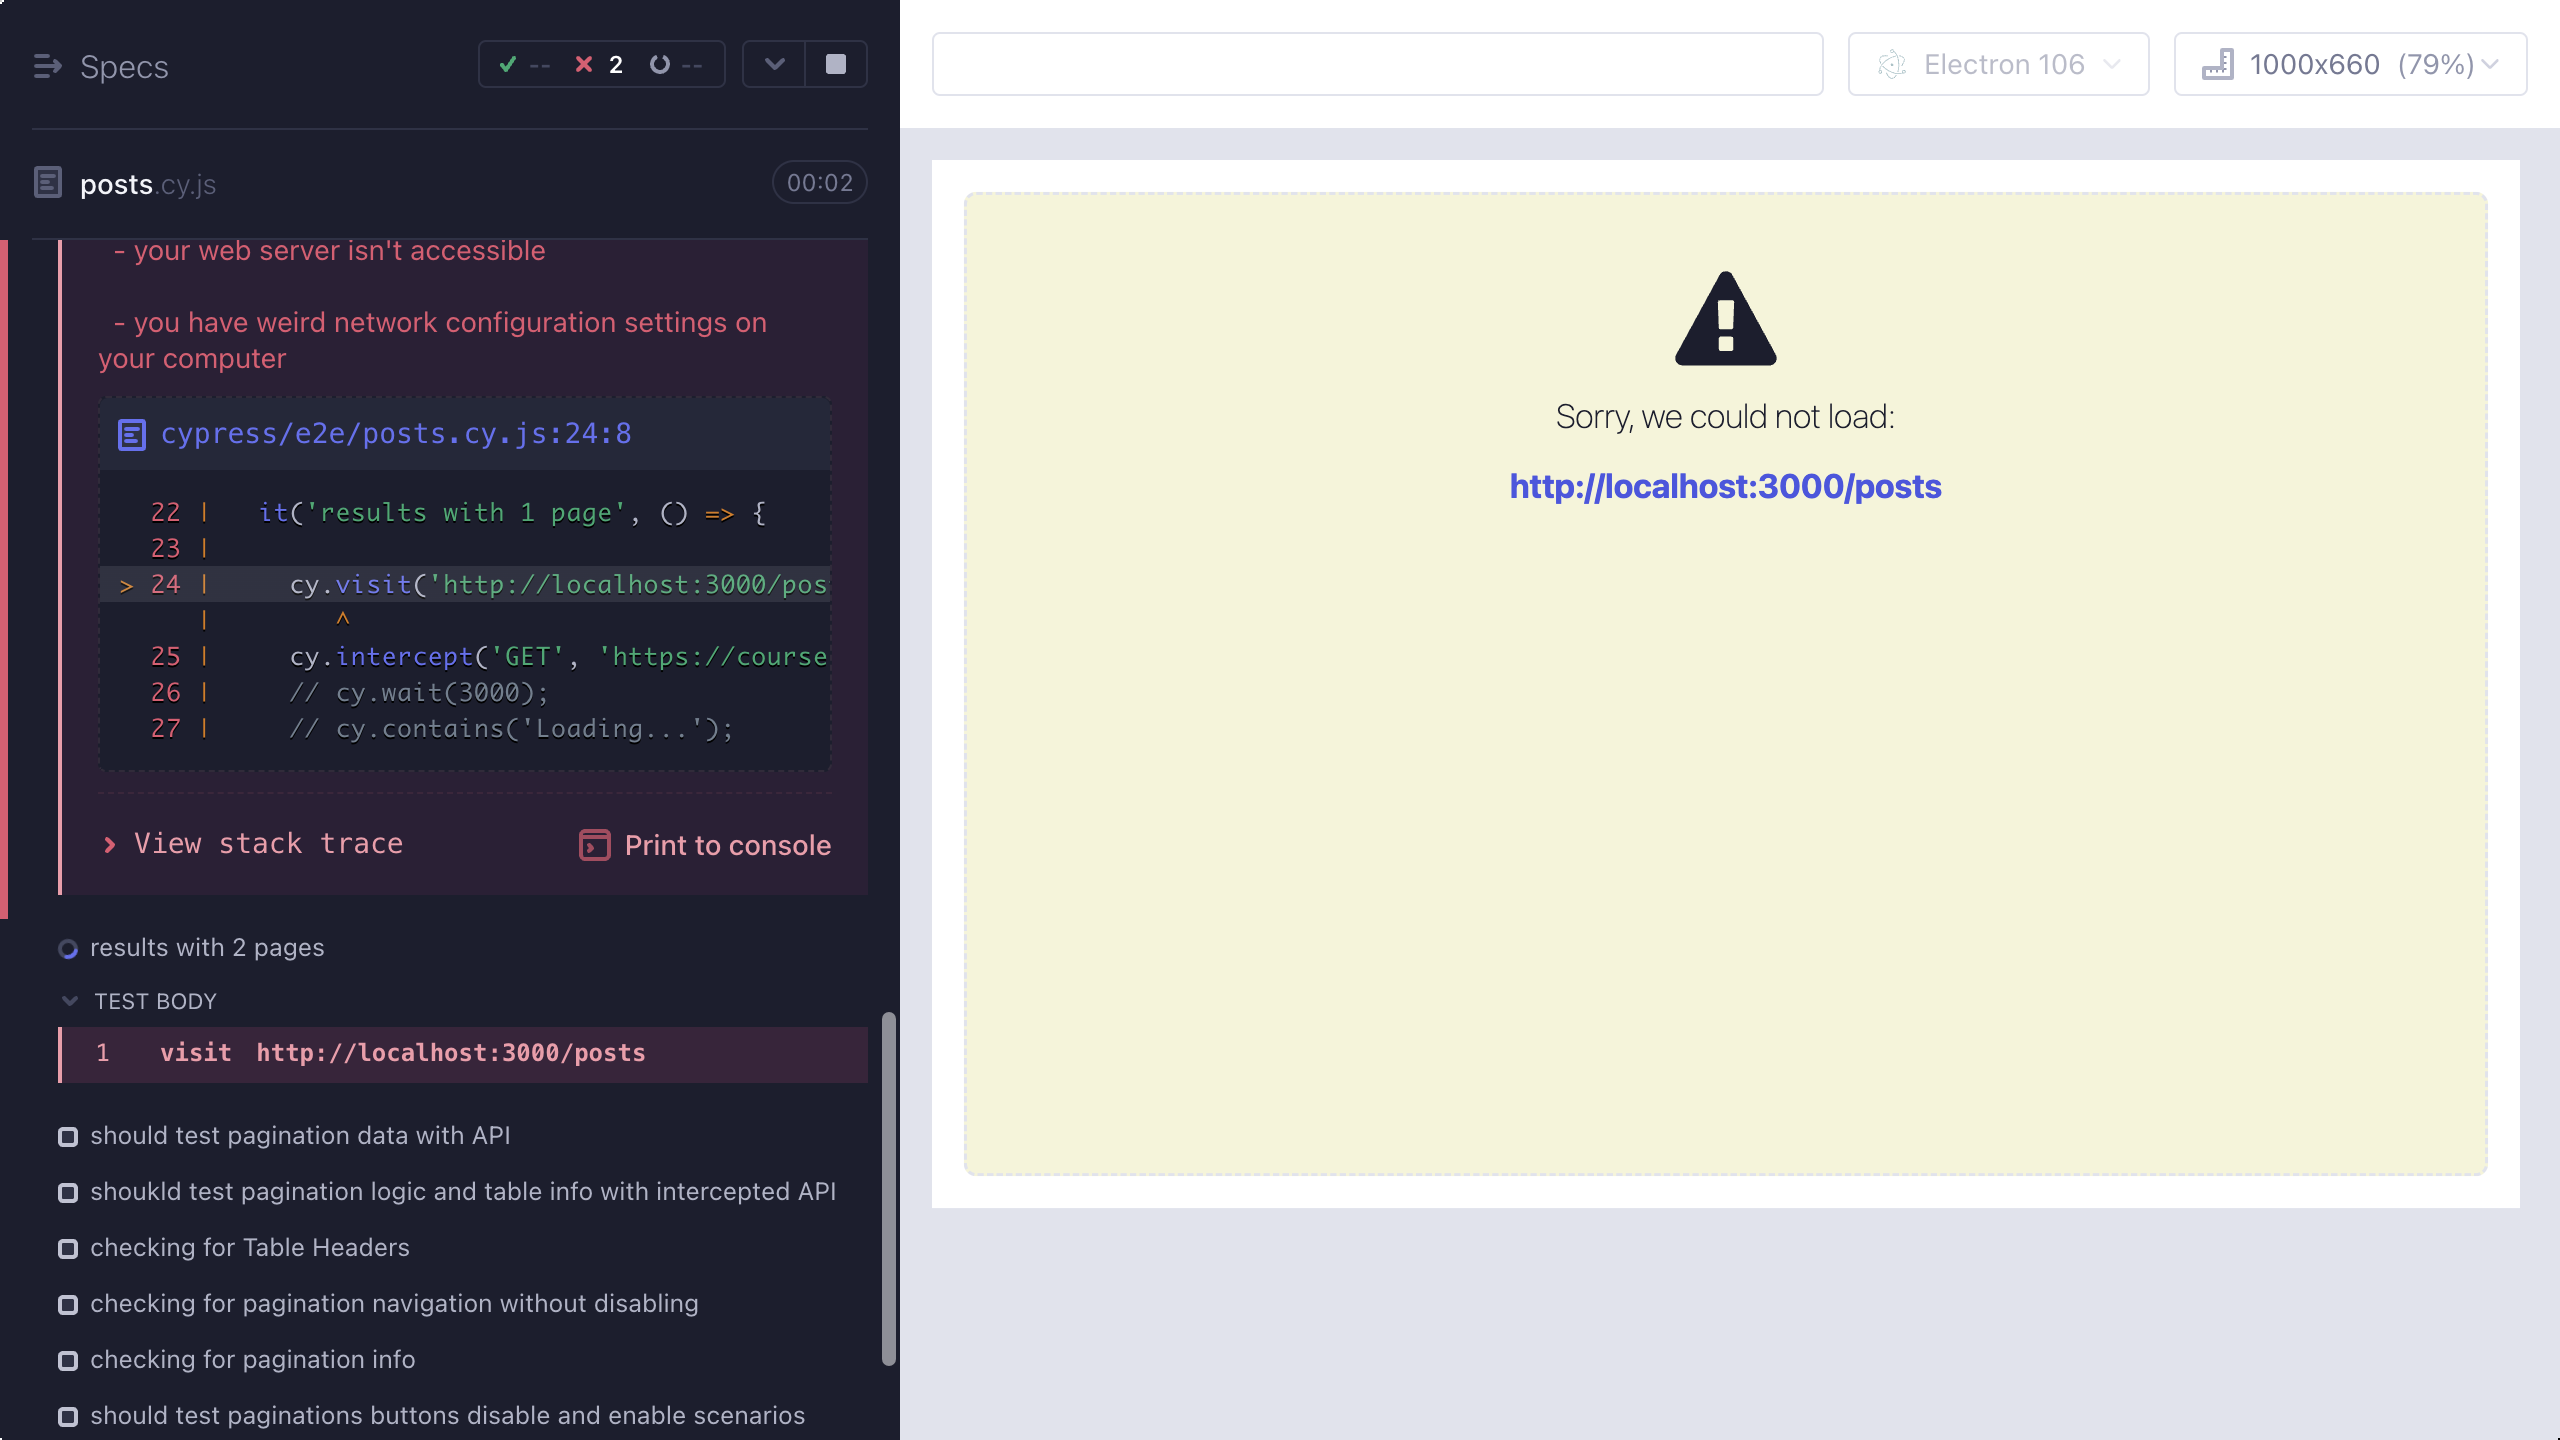 Specs
--
2
--
posts.cy.js
00:02
- your web server isn't accessible
- you have weird network configuration settings on
your computer
cypress/e2e/posts.cy.js:24:8
22 |   it('results with 1 page', () => {
23 |
> 24 |     cy.visit('http://localhost:3000/pos
|        ^
25 |     cy.intercept('GET', 'https://course
26 |     // cy.wait(3000);
27 |     // cy.contains('Loading...');
View stack trace
Print to console
results with 2 pages
TEST BODY
1 visit http://localhost:3000/posts
should test pagination data with API
shoukld test pagination logic and table info with intercepted API
checking for Table Headers
checking for pagination navigation without disabling
checking for pagination info
should test paginations buttons disable and enable scenarios
Electron 106
1000x660 (79%)
Sorry, we could not load:
http://localhost:3000/posts